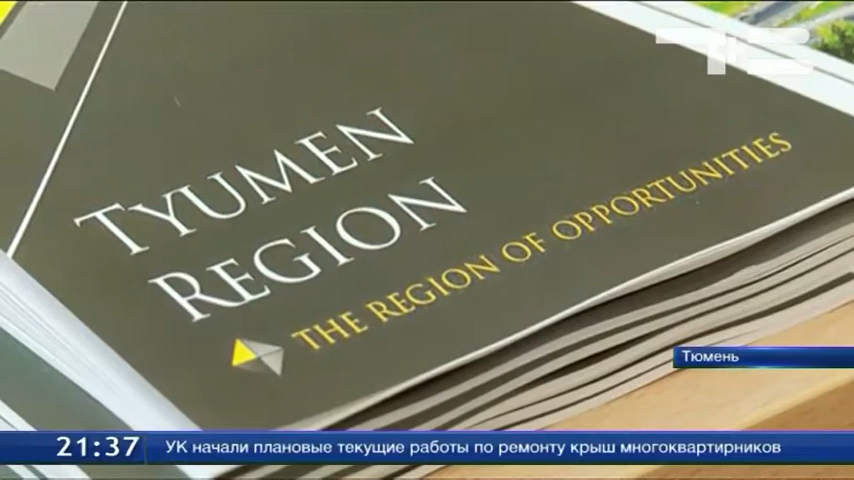 T+B
TYUMEN
REGION
THE REGION OF OPPORTUNITIES
Тюмень
21:37 УК начали плановые текущие работы по ремонту крыш многоквартирников